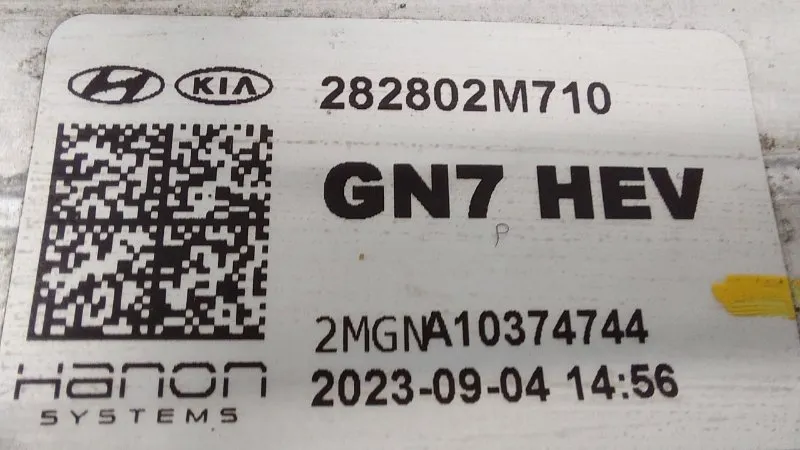 KIA 282802M710
GN7 HEV
P
2MGNA10374744
Hanon
SYSTEMS
2023-09-04 14:56